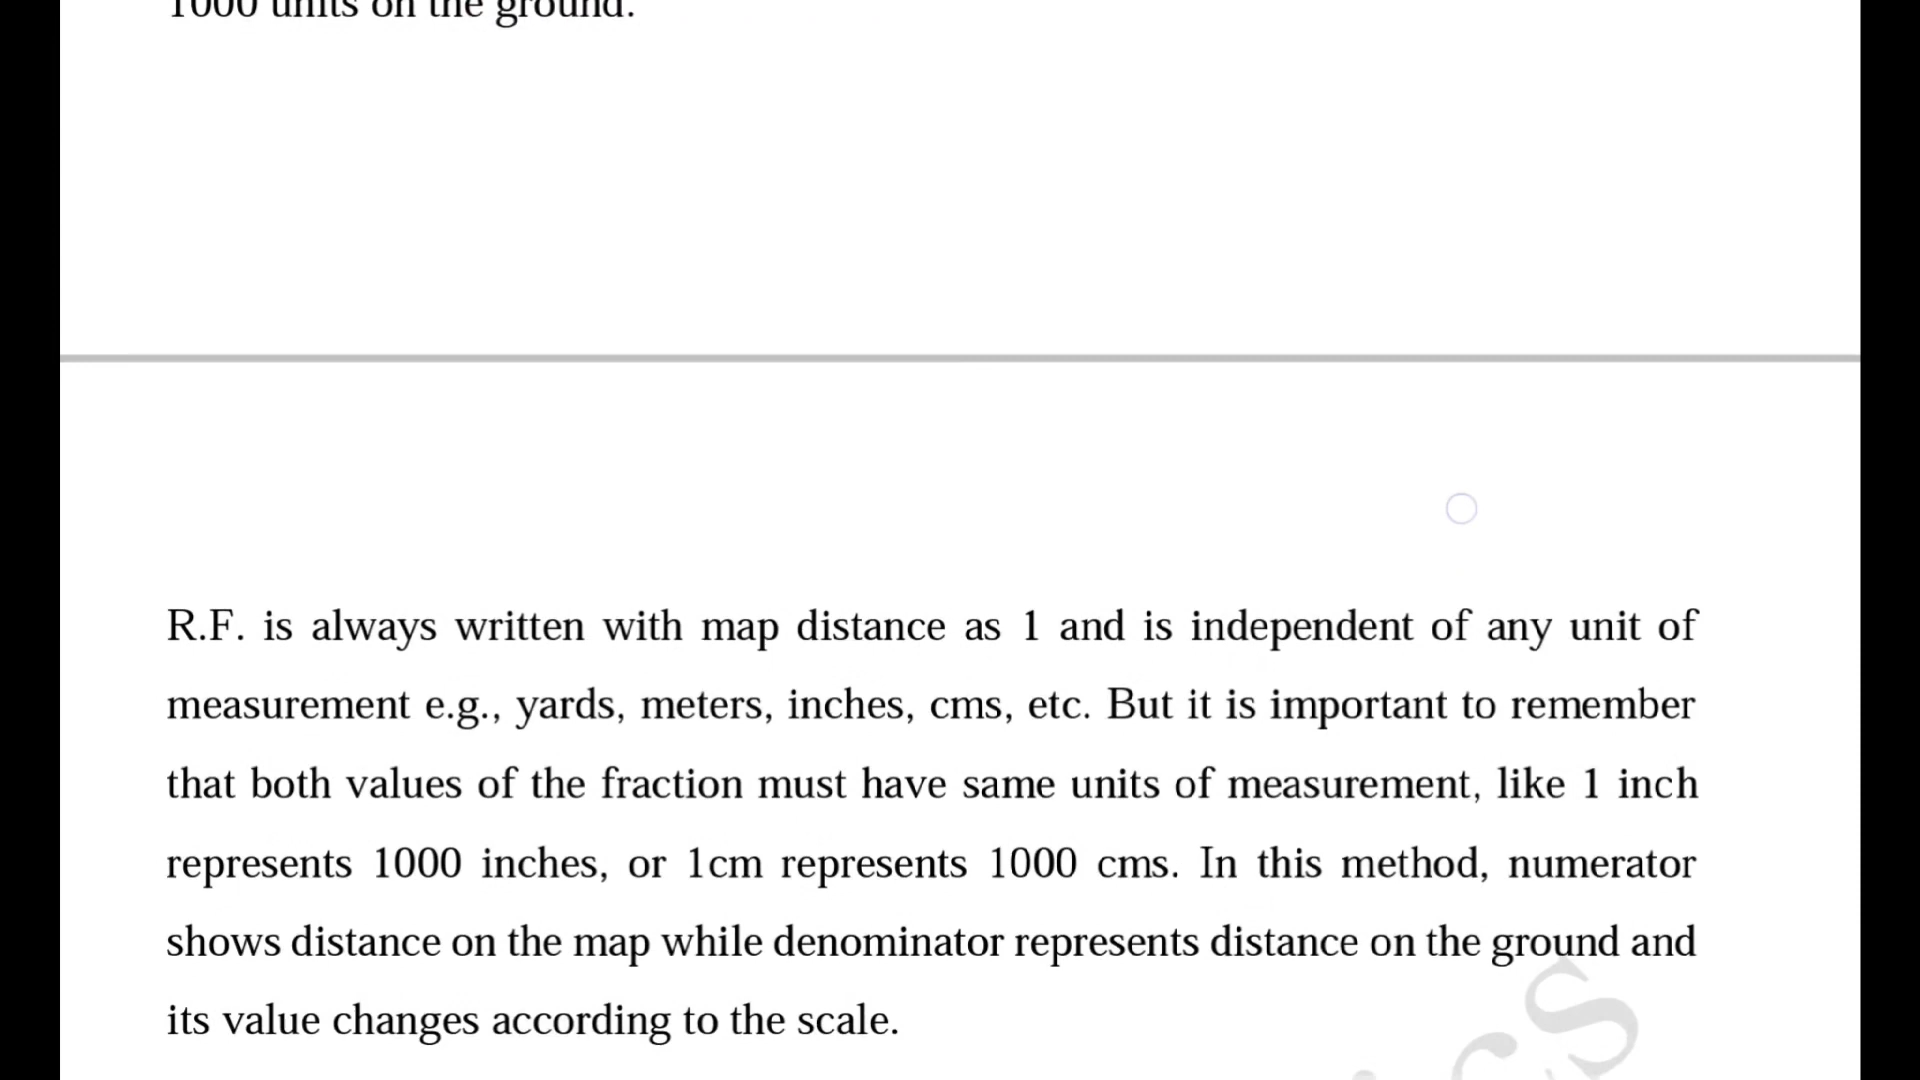 1000 units on the ground.
R.F. is always written with map distance as 1 and is independent of any unit of
measurement e.g., yards, meters, inches, cms, etc. But it is important to remember
that both values of the fraction must have same units of measurement, like 1 inch
represents 1000 inches, or 1cm represents 1000 cms. In this method, numerator
shows distance on the map while denominator represents distance on the ground and
its value changes according to the scale.